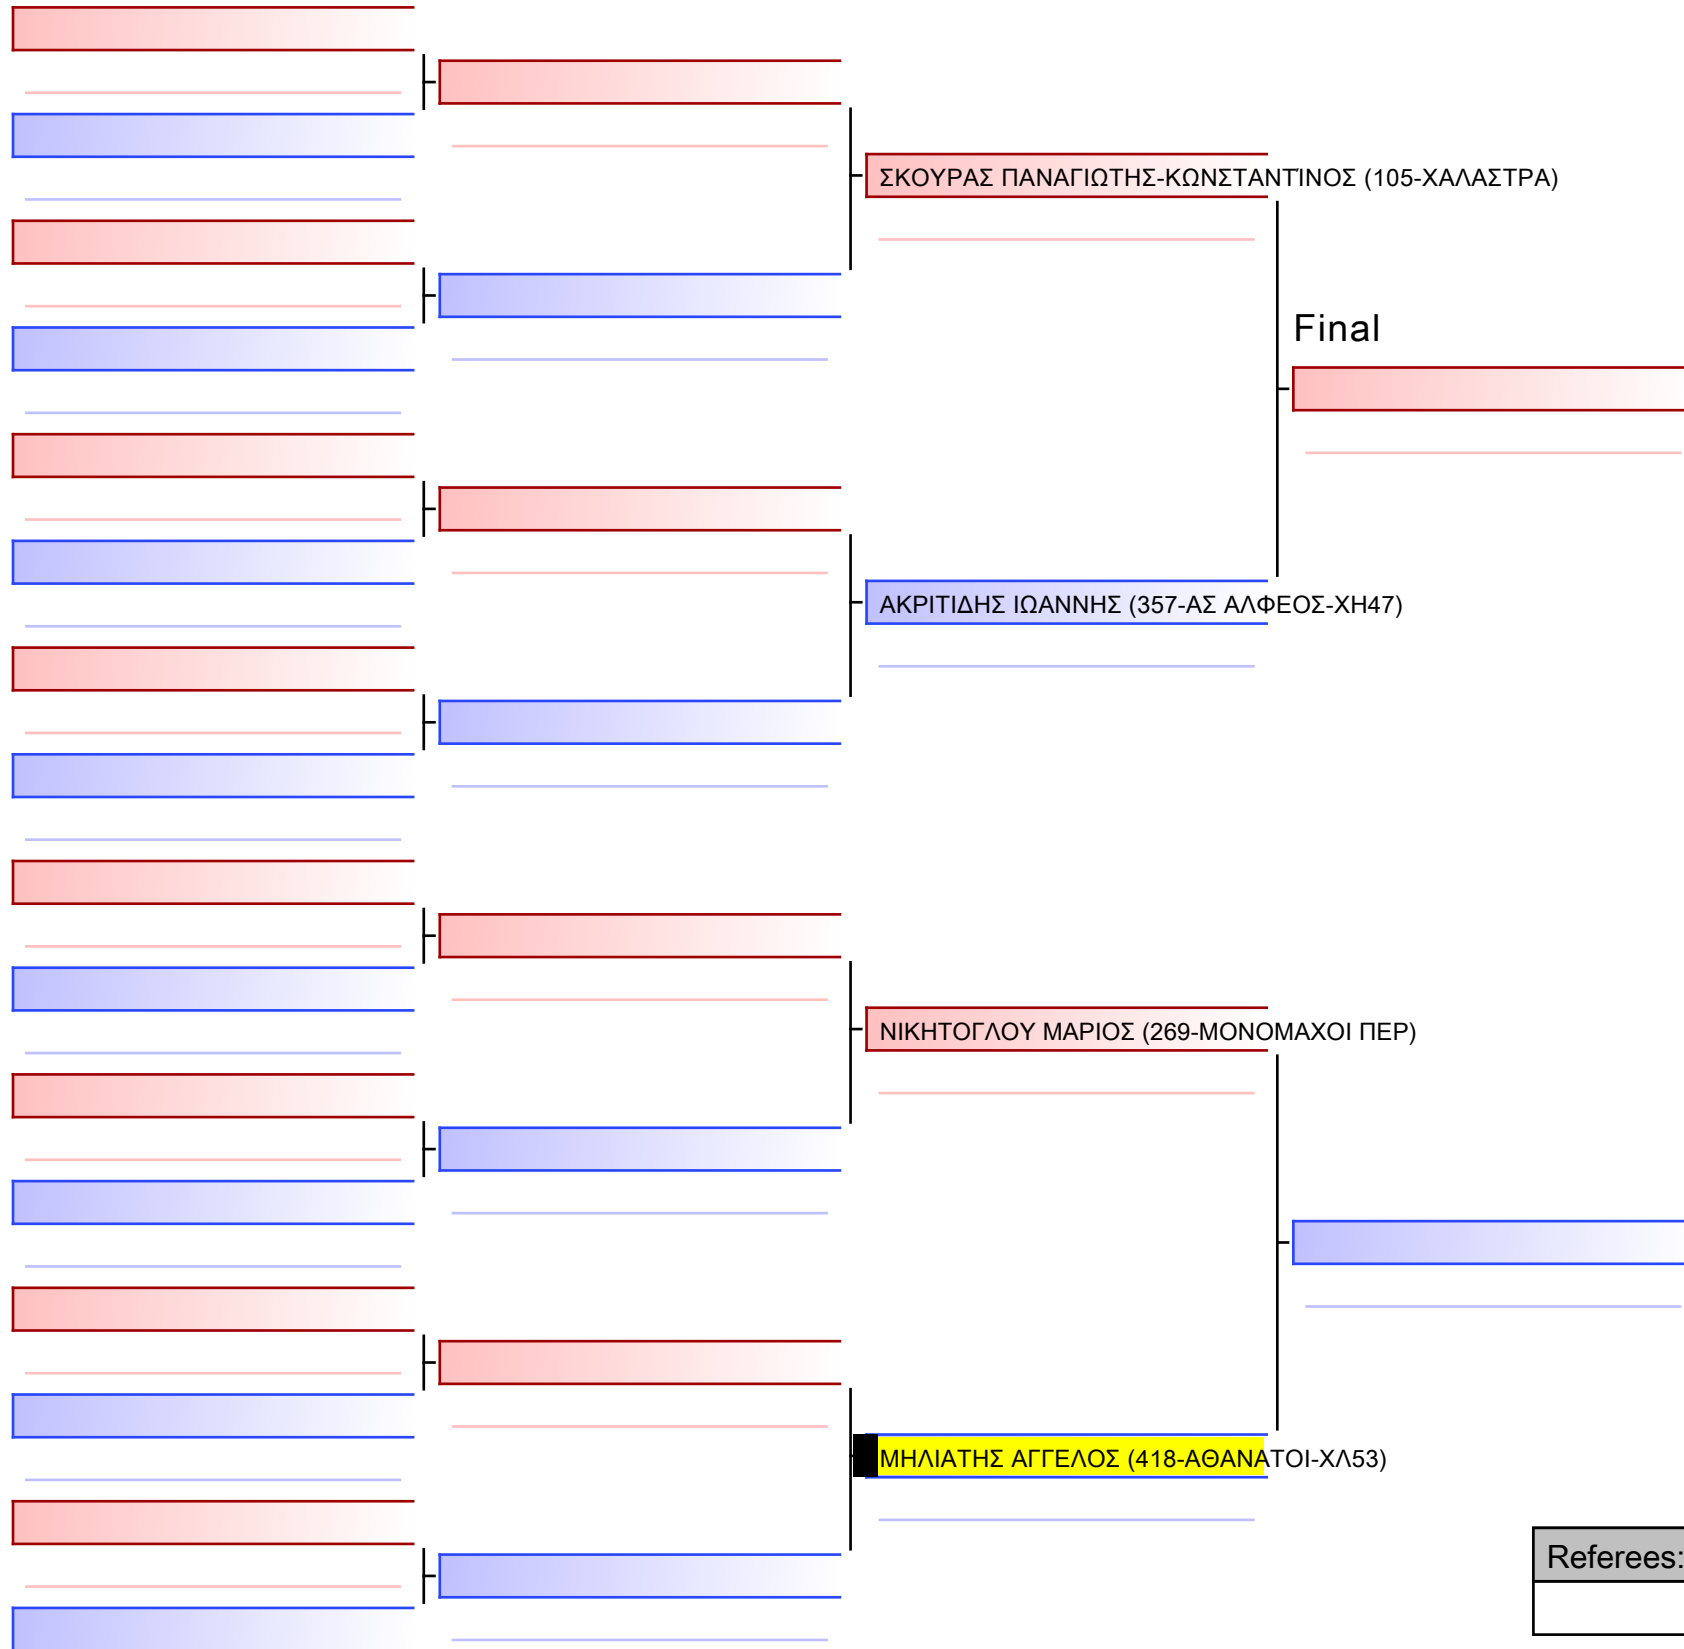 ΣΚΟΥΡΑΣ ΠΑΝΑΓΙΩΤΗΣ-ΚΩΝΣΤΑΝΤΊΝΟΣ (105-ΧΑΛΑΣΤΡΑ)
Final
ΑΚΡΙΤΙΔΗΣ ΙΩΑΝΝΗΣ (357-ΑΣ ΑΛΦΕΟΣ-ΧΗ47)
ΝΙΚΗΤΟΓΛΟΥ ΜΑΡΙΟΣ (269-ΜΟΝΟΜΑΧΟΙ ΠΕΡ)
ΜΗΛΙΑΤΗΣ ΑΓΓΕΛΟΣ (418-ΑΘΑΝΑΤΟΙ-ΧΛ53)
Referees: